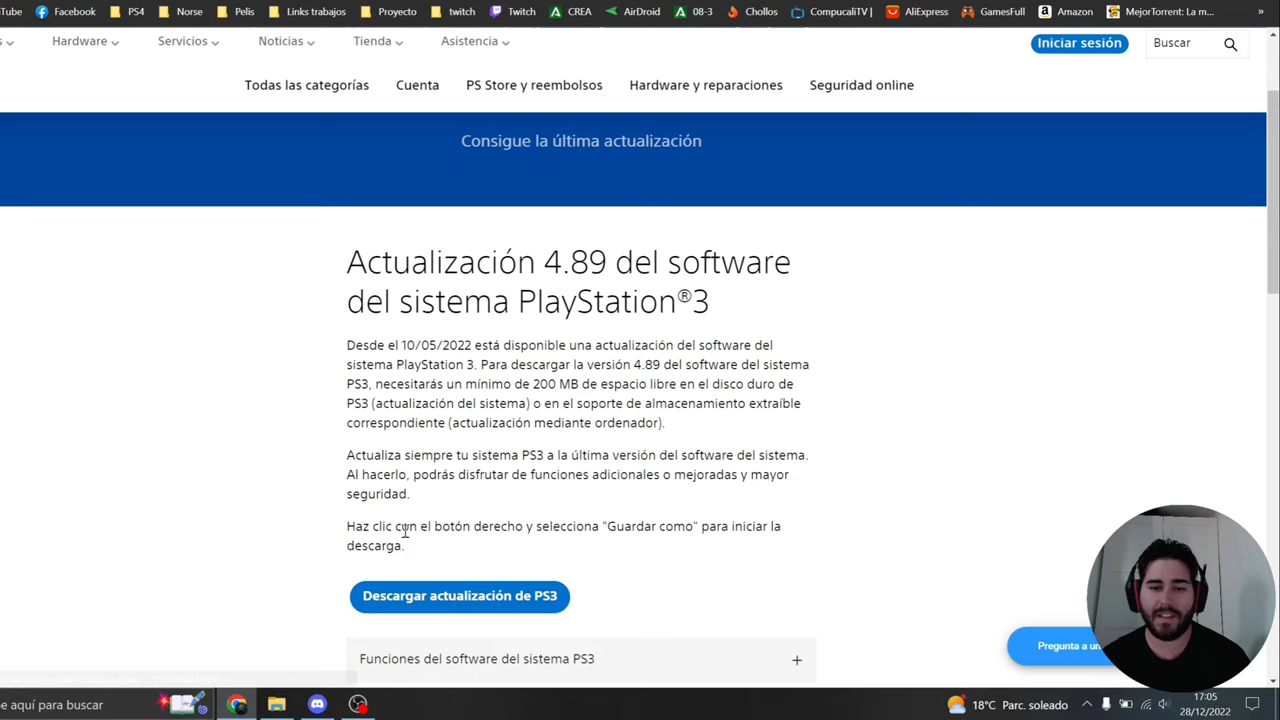 Tube Facebook PS4 Norse Pelis Links trabajos Proyecto twitch Twitch CREA AirDroid 08-3 Chollos CompucaliTV | AliExpress GamesFull Amazon MejorTorrent: La m... »
s Hardware Servicios Noticias Tienda Asistencia Iniciar sesión Buscar
Todas las categorías Cuenta PS Store y reembolsos Hardware y reparaciones Seguridad online
Consigue la última actualización
Actualización 4.89 del software
del sistema PlayStation®3
Desde el 10/05/2022 está disponible una actualización del software del
sistema PlayStation 3. Para descargar la versión 4.89 del software del sistema
PS3, necesitarás un mínimo de 200 MB de espacio libre en el disco duro de
PS3 (actualización del sistema) o en el soporte de almacenamiento extraíble
correspondiente (actualización mediante ordenador).
Actualiza siempre tu sistema PS3 a la última versión del software del sistema.
Al hacerlo, podrás disfrutar de funciones adicionales o mejoradas y mayor
seguridad.
Haz clic con el botón derecho y selecciona "Guardar como" para iniciar la
descarga.
Descargar actualización de PS3
Pregunta a un
Funciones del software del sistema PS3 +
e aquí para buscar 18°C Parc. soleado 17:05
28/12/2022